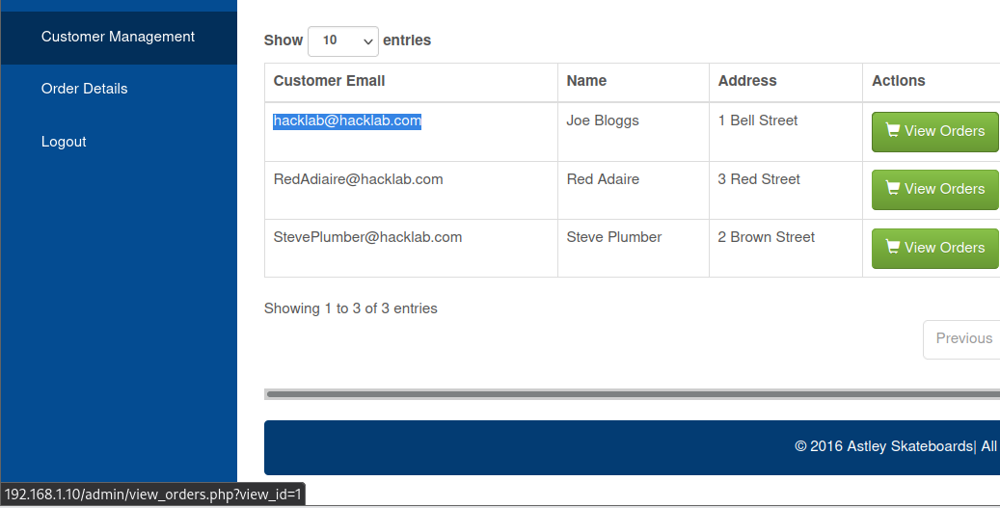 Customer Management
Order Details
Logout
Show 10 entries
Customer Email Name Address Actions
hacklab@hacklab.com Joe Bloggs 1 Bell Street View Orders
RedAdiaire@hacklab.com Red Adaire 3 Red Street View Orders
StevePlumber@hacklab.com Steve Plumber 2 Brown Street View Orders
Showing 1 to 3 of 3 entries
Previous
© 2016 Astley Skateboards| All
192.168.1.10/admin/view_orders.php?view_id=1